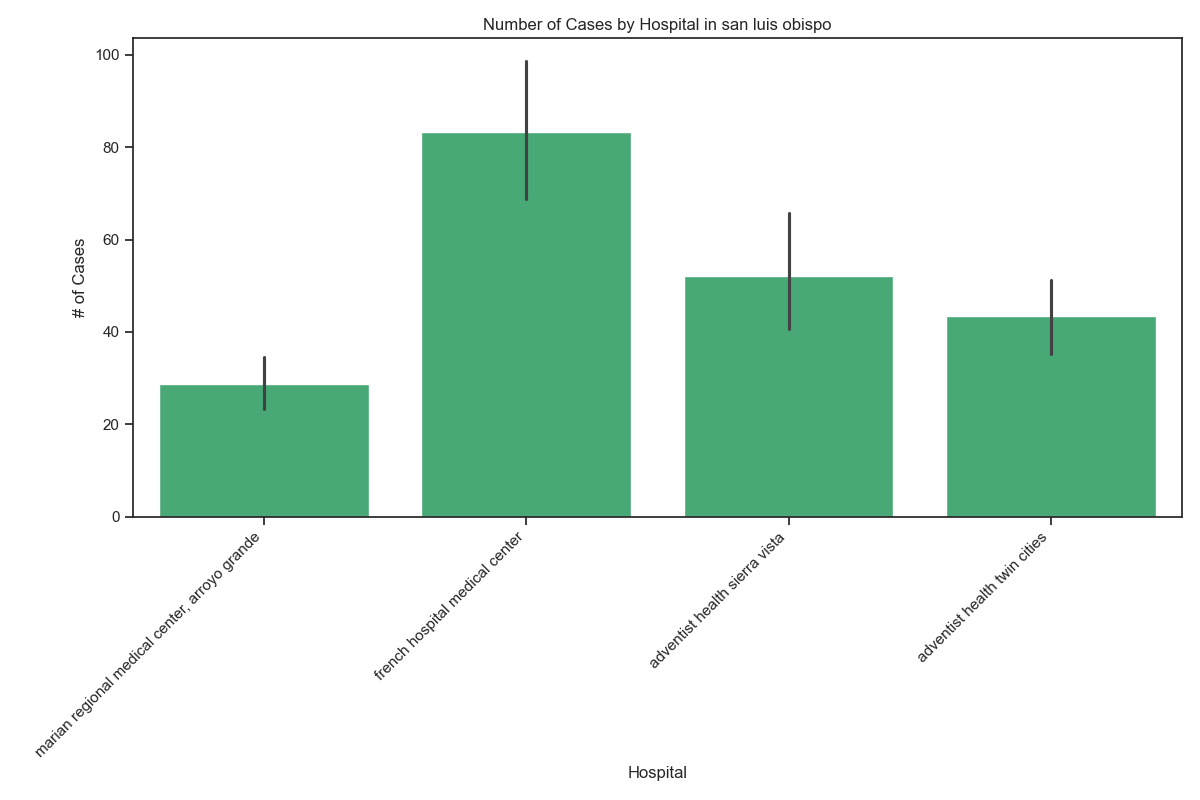 Number of Cases by Hospital in san luis obispo
100
80
60
40
20
0
# of Cases
marian regional medical center, arroyo grande
french hospital medical center
adventist health sierra vista
adventist health twin cities
Hospital